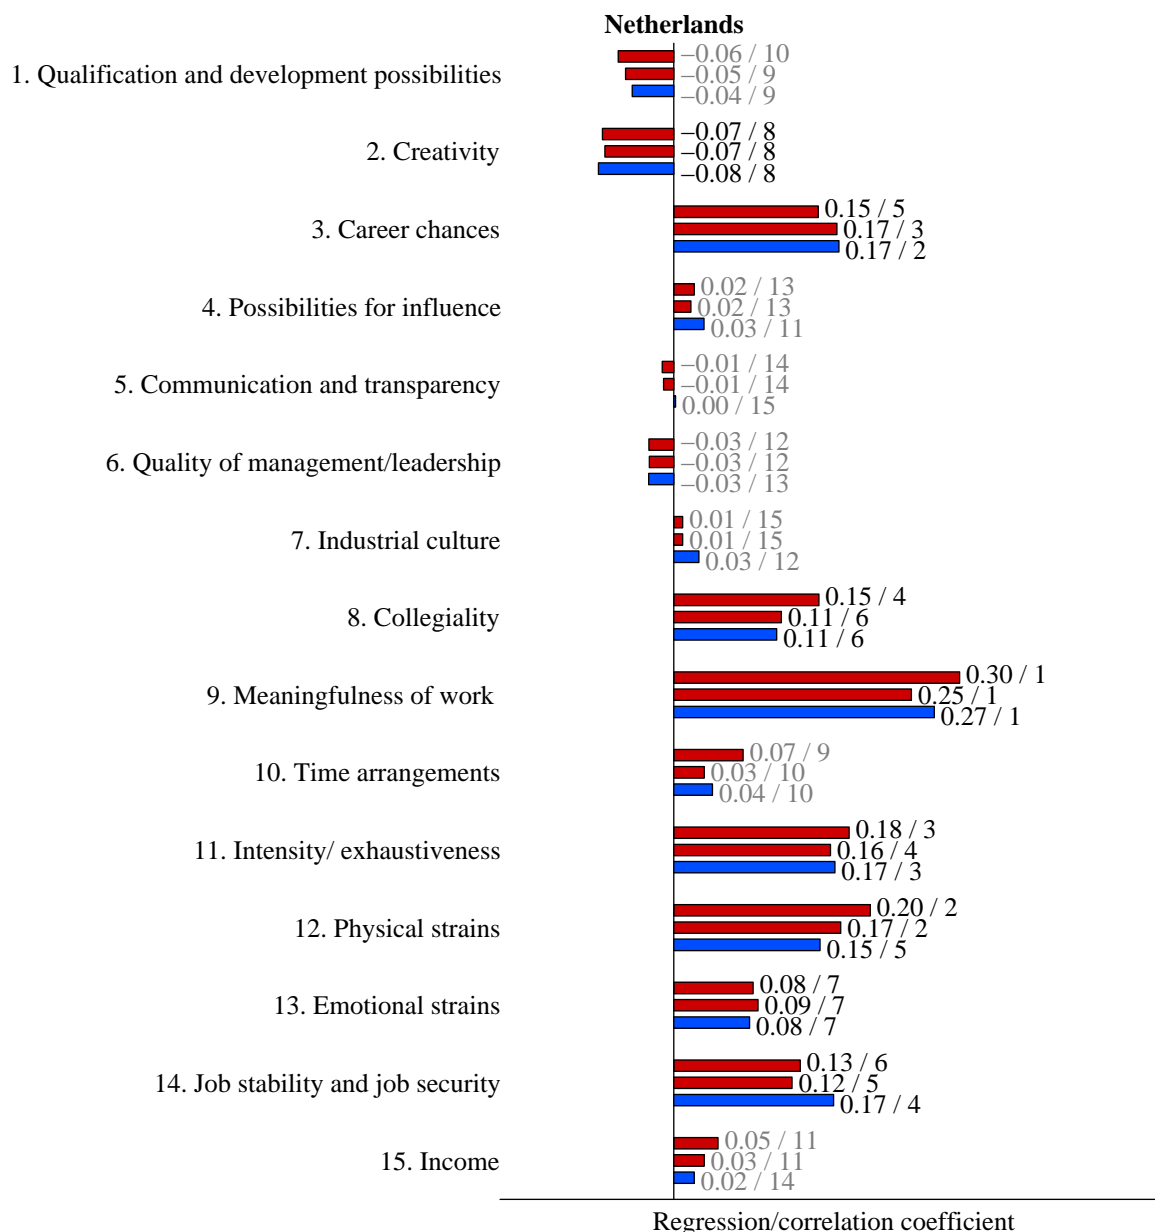 Netherlands
1. Qualification and development possibilities
–0.06 / 10
–0.05 / 9
–0.04 / 9
2. Creativity
–0.07 / 8
–0.07 / 8
–0.08 / 8
3. Career chances
0.15 / 5
0.17 / 3
0.17 / 2
4. Possibilities for influence
0.02 / 13
0.02 / 13
0.03 / 11
5. Communication and transparency
–0.01 / 14
–0.01 / 14
0.00 / 15
6. Quality of management/leadership
–0.03 / 12
–0.03 / 12
–0.03 / 13
7. Industrial culture
0.01 / 15
0.01 / 15
0.03 / 12
8. Collegiality
0.15 / 4
0.11 / 6
0.11 / 6
9. Meaningfulness of work
0.30 / 1
0.25 / 1
0.27 / 1
10. Time arrangements
0.07 / 9
0.03 / 10
0.04 / 10
11. Intensity/ exhaustiveness
0.18 / 3
0.16 / 4
0.17 / 3
12. Physical strains
0.20 / 2
0.17 / 2
0.15 / 5
13. Emotional strains
0.08 / 7
0.09 / 7
0.08 / 7
14. Job stability and job security
0.13 / 6
0.12 / 5
0.17 / 4
15. Income
0.05 / 11
0.03 / 11
0.02 / 14
Regression/correlation coefficient